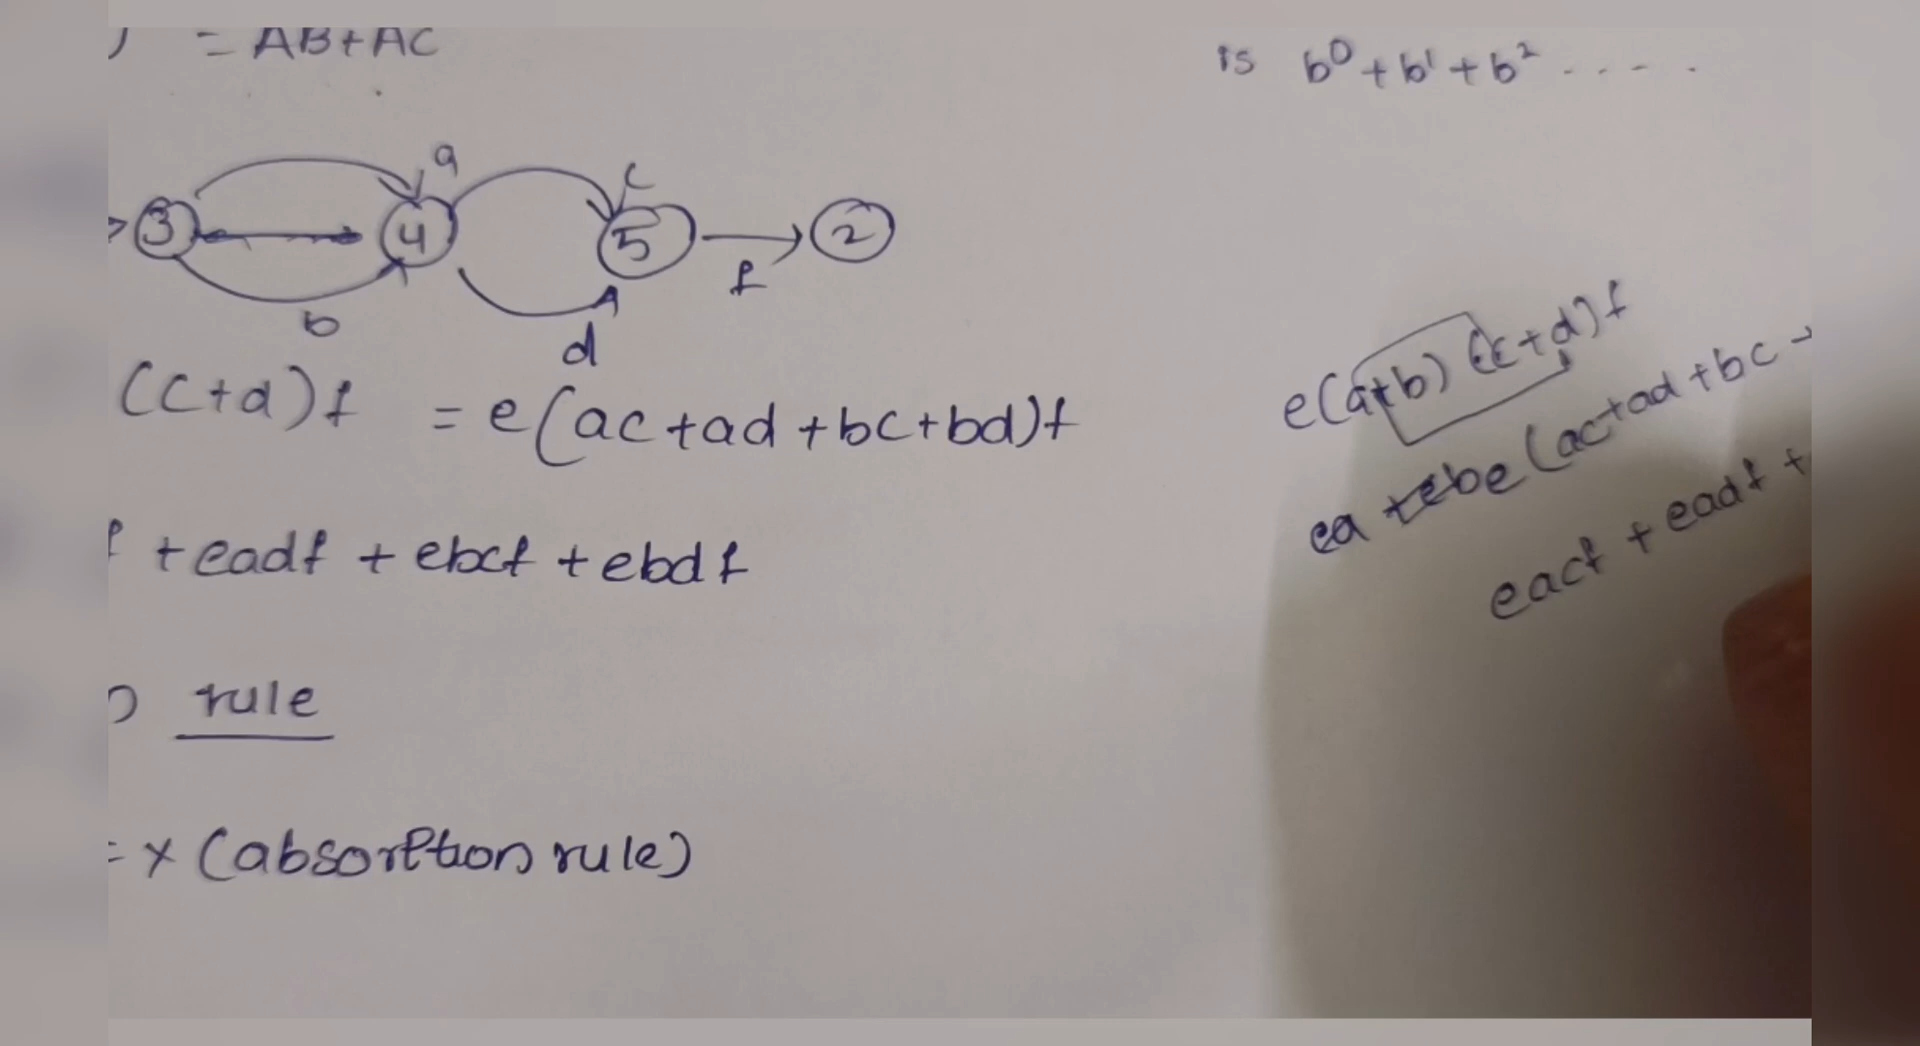 ) = AB+AC
is b⁰ + b¹ + b² - - - - .
a
c
3 4 5 2
f
b
d
(c+d)f = e(ac+ad+bc+bd)f
+eadf + ebcf + ebdf
rule
= x (absorption rule)
e(a+b)(c+d)f
ea +ebe(ac+ad+bc
eacf + eadf +